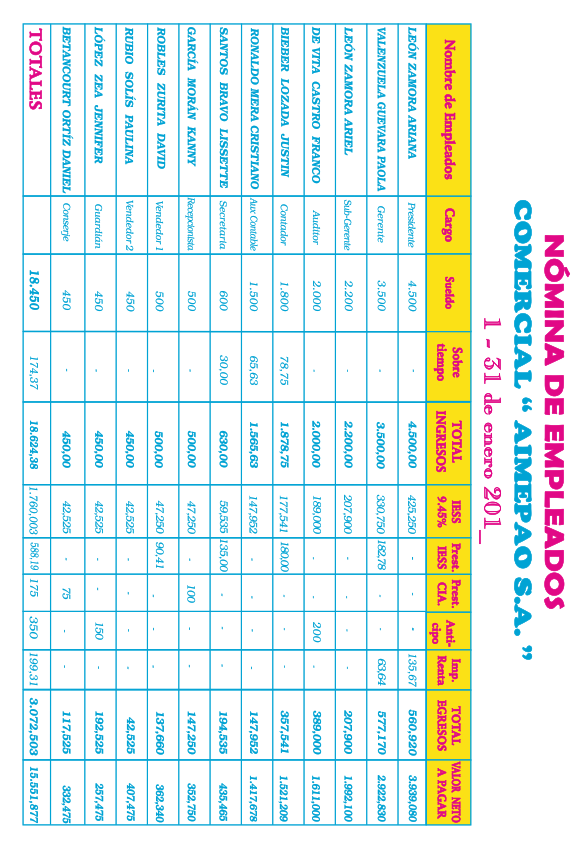 NÓMINA DE EMPLEADOS
COMERCIAL “ AIMEPAO S.A. ”
1 - 31 de enero 201_
Nombre de Empleados Cargo Sueldo Sobre tiempo TOTAL INGRESOS IESS 9,45% Prest. IESS Prest. CIA. Anti-cipo Imp. Renta TOTAL EGRESOS VALOR NETO A PAGAR
LEÓN ZAMORA ARIANA Presidente 4.500 - 4.500,00 425,250 - - - 135,67 560,920 3.939,080
VALENZUELA GUEVARA PAOLA Gerente 3.500 - 3.500,00 330,750 182,78 - - 63,64 577,170 2.922,830
LEÓN ZAMORA ARIEL Sub-Gerente 2.200 - 2.200,00 207,900 - - - - 207,900 1.992,100
DE VITA CASTRO FRANCO Auditor 2.000 - 2.000,00 189,000 - - 200 - 389,000 1.611,000
BIEBER LOZADA JUSTIN Contador 1.800 78,75 1.878,75 177,541 180,00 - - - 357,541 1.521,209
RONALDO MERA CRISTIANO Aux Contable 1.500 65,63 1.565,63 147,952 - - - - 147,952 1.417,678
SANTOS BRAVO LISSETTE Secretaria 600 30,00 630,00 59,535 135,00 - - - 194,535 435,465
GARCÍA MORÁN KANNY Recepcionista 500 - 500,00 47,250 - 100 - - 147,250 352,750
ROBLES ZURITA DAVID Vendedor 1 500 - 500,00 47,250 90,41 - - - 137,660 362,340
RUBIO SOLÍS PAULINA Vendedor 2 450 - 450,00 42,525 - - - - 42,525 407,475
LÓPEZ ZEA JENNIFER Guardián 450 - 450,00 42,525 - - 150 - 192,525 257,475
BETANCOURT ORTÍZ DANIEL Conserje 450 - 450,00 42,525 - 75 - - 117,525 332,475
TOTALES 18.450 174,37 18.624,38 1.760,003 588,19 175 350 199,31 3.072,503 15.551,877